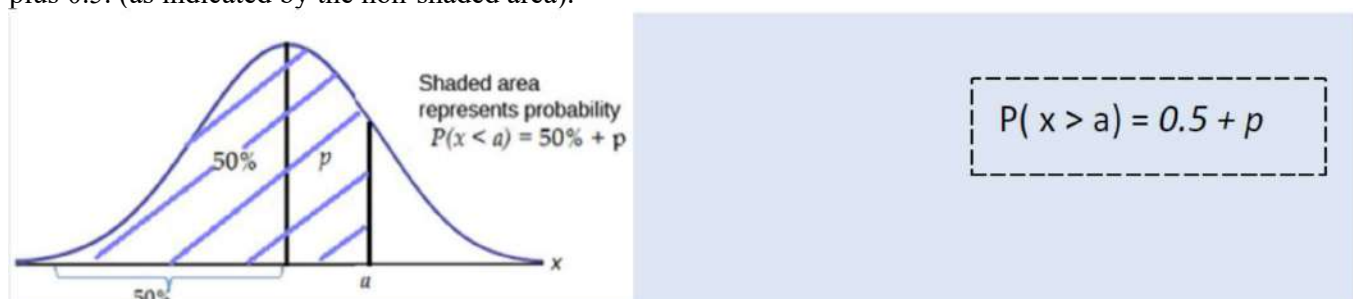 plus 0.5. (as indicated by the non-shaded area).
Shaded area
represents probability
P(x < a) = 50% + p
50%
p
x
a
50%
P( x > a) = 0.5 + p